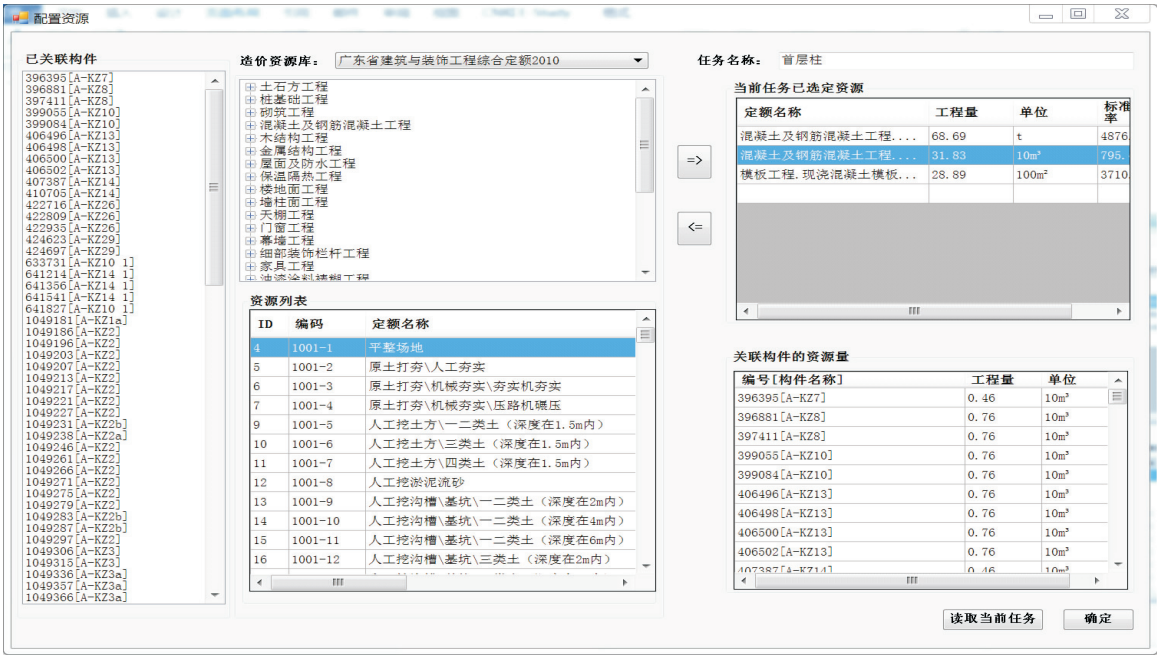 配置资源
已关联构件
396395[A-KZ7]
396881[A-KZ8]
397411[A-KZ8]
399055[A-KZ10]
399084[A-KZ10]
406496[A-KZ13]
406498[A-KZ13]
406500[A-KZ13]
406502[A-KZ13]
407387[A-KZ14]
410705[A-KZ14]
422716[A-KZ26]
422809[A-KZ26]
422935[A-KZ26]
424623[A-KZ29]
424697[A-KZ29]
633731[A-KZ10 1]
641214[A-KZ14 1]
641356[A-KZ14 1]
641541[A-KZ14 1]
641827[A-KZ10 1]
1049181[A-KZ1a]
1049186[A-KZ2]
1049196[A-KZ2]
1049203[A-KZ2]
1049207[A-KZ2]
1049213[A-KZ2]
1049217[A-KZ2]
1049221[A-KZ2]
1049227[A-KZ2]
1049231[A-KZ2b]
1049238[A-KZ2a]
1049246[A-KZ2]
1049261[A-KZ2]
1049266[A-KZ2]
1049271[A-KZ2]
1049275[A-KZ2]
1049279[A-KZ2]
1049283[A-KZ2b]
1049287[A-KZ2b]
1049297[A-KZ2]
1049306[A-KZ3]
1049315[A-KZ3]
1049336[A-KZ3a]
1049357[A-KZ3a]
1049366[A-KZ3a]
造价资源库： 广东省建筑与装饰工程综合定额2010
土石方工程
桩基础工程
砌筑工程
混凝土及钢筋混凝土工程
木结构工程
金属结构工程
屋面及防水工程
保温隔热工程
楼地面工程
墙柱面工程
天棚工程
门窗工程
幕墙工程
细部装饰栏杆工程
家具工程
油漆涂料裱糊工程
资源列表
ID 编码 定额名称
4 1001-1 平整场地
5 1001-2 原土打夯\人工夯实
6 1001-3 原土打夯\机械夯实\夯实机夯实
7 1001-4 原土打夯\机械夯实\压路机碾压
9 1001-5 人工挖土方\一二类土（深度在1.5m内）
10 1001-6 人工挖土方\三类土（深度在1.5m内）
11 1001-7 人工挖土方\四类土（深度在1.5m内）
12 1001-8 人工挖淤泥流砂
13 1001-9 人工挖沟槽\基坑\一二类土（深度在2m内）
14 1001-10 人工挖沟槽\基坑\一二类土（深度在4m内）
15 1001-11 人工挖沟槽\基坑\一二类土（深度在6m内）
16 1001-12 人工挖沟槽\基坑\三类土（深度在2m内）
=>
<=
任务名称： 首层柱
当前任务已选定资源
定额名称 工程量 单位 标准率
混凝土及钢筋混凝土工程.... 68.69 t 4876.
混凝土及钢筋混凝土工程.... 31.83 10m³ 795.
模板工程.现浇混凝土模板... 28.89 100m² 3710.
关联构件的资源量
编号[构件名称] 工程量 单位
396395[A-KZ7] 0.46 10m³
396881[A-KZ8] 0.76 10m³
397411[A-KZ8] 0.76 10m³
399055[A-KZ10] 0.76 10m³
399084[A-KZ10] 0.76 10m³
406496[A-KZ13] 0.76 10m³
406498[A-KZ13] 0.76 10m³
406500[A-KZ13] 0.76 10m³
406502[A-KZ13] 0.76 10m³
407387[A-KZ14] 0.46 10m³
读取当前任务 确定